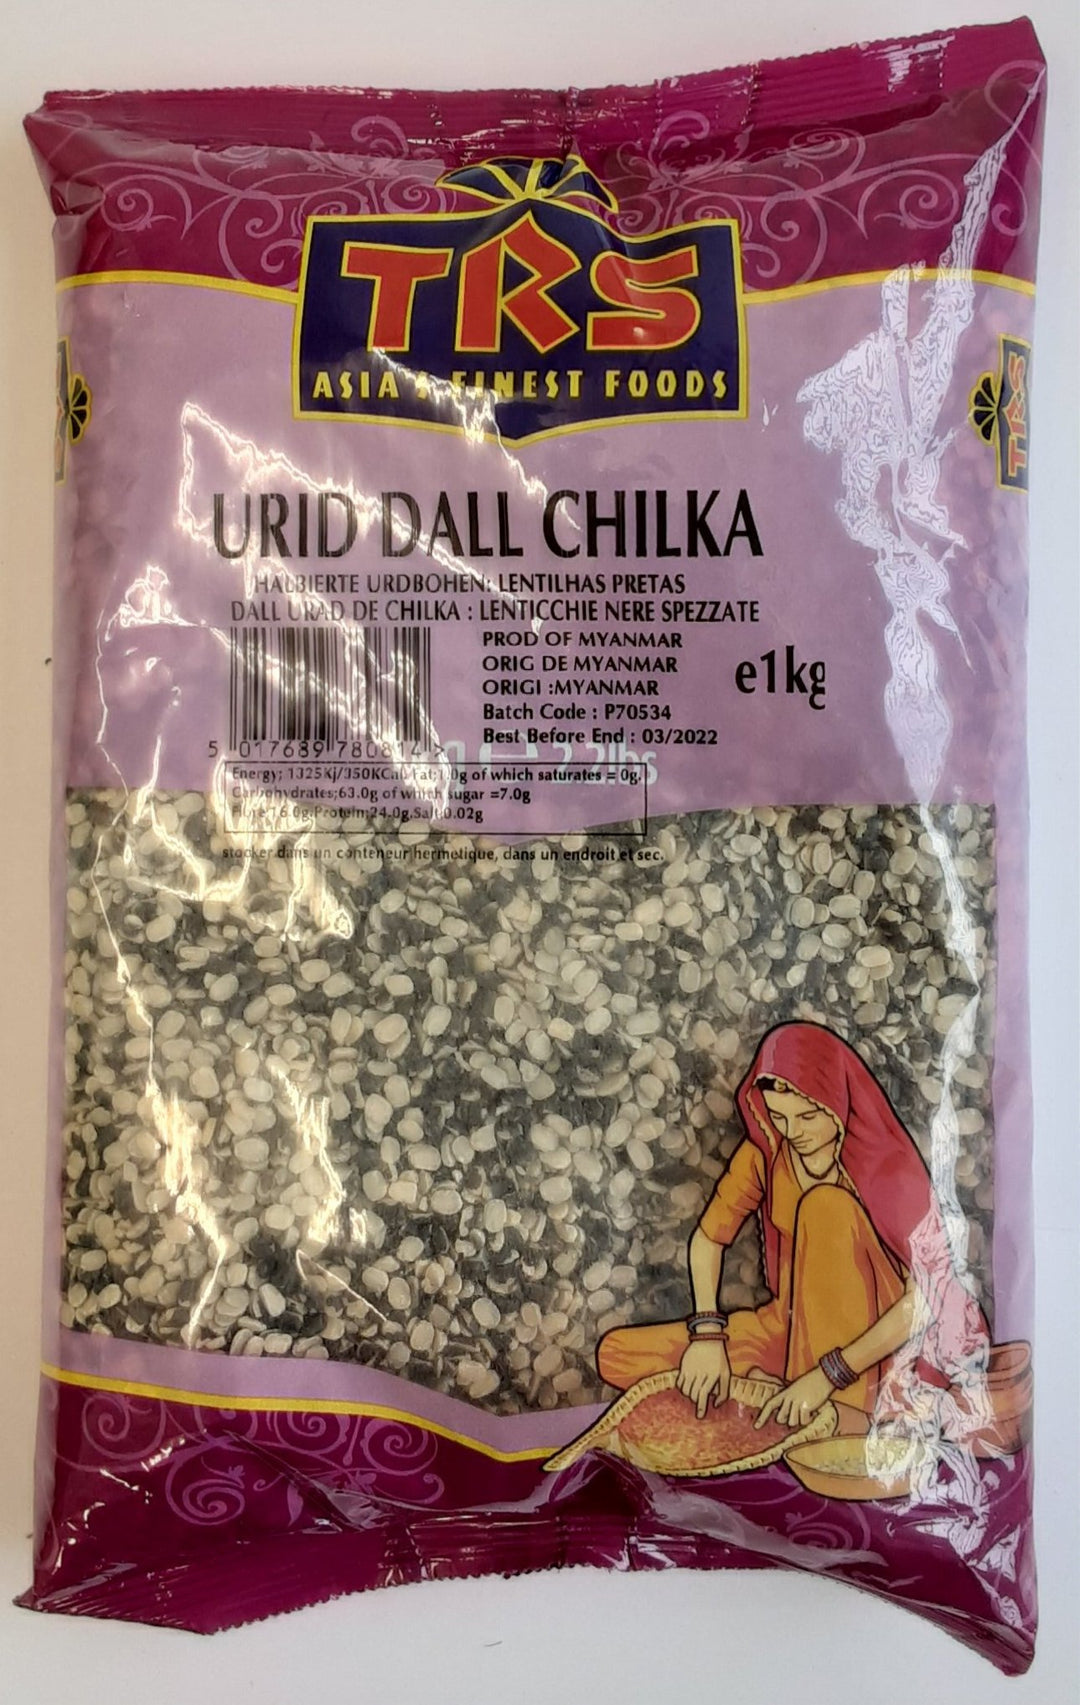 TRS
ASIA'S FINEST FOODS
TRS
URID DALL CHILKA
HALBIERTE URDBOHEN: LENTILHAS PRETAS
DALL URAD DE CHILKA : LENTICCHIE NERE SPEZZATE
PROD OF MYANMAR
ORIG DE MYANMAR
ORIGI :MYANMAR
e1kg
Batch Code : P70534
Best Before End : 03/2022
5 017689 780814 >
2.2lbs
Energy; 1325Kj/350KCal; Fat;1.0g of which saturates = 0g.
Carbohydrates;63.0g of which sugar =7.0g
Protein;24.0g.Salt;0.02g
stocker dans un conteneur hermetique, dans un endroit et sec.